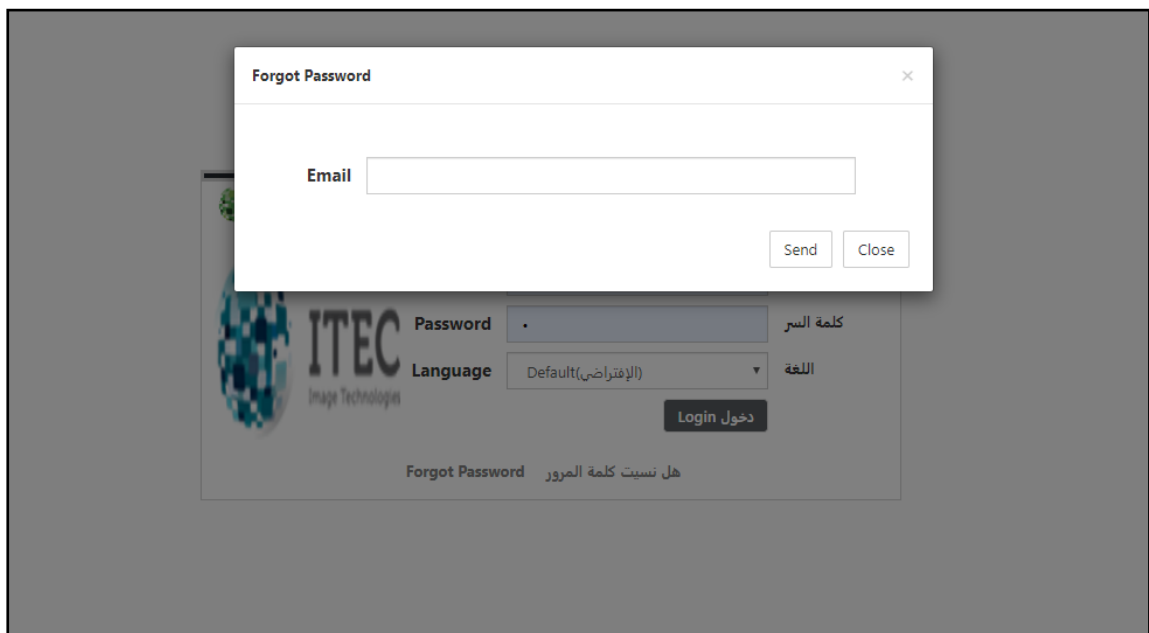 Forgot Password ×
Email
Send Close
ITEC
Image Technologies
Password • كلمة السر
Language Default(الإفتراضي) اللغة
Login دخول
Forgot Password هل نسيت كلمة المرور